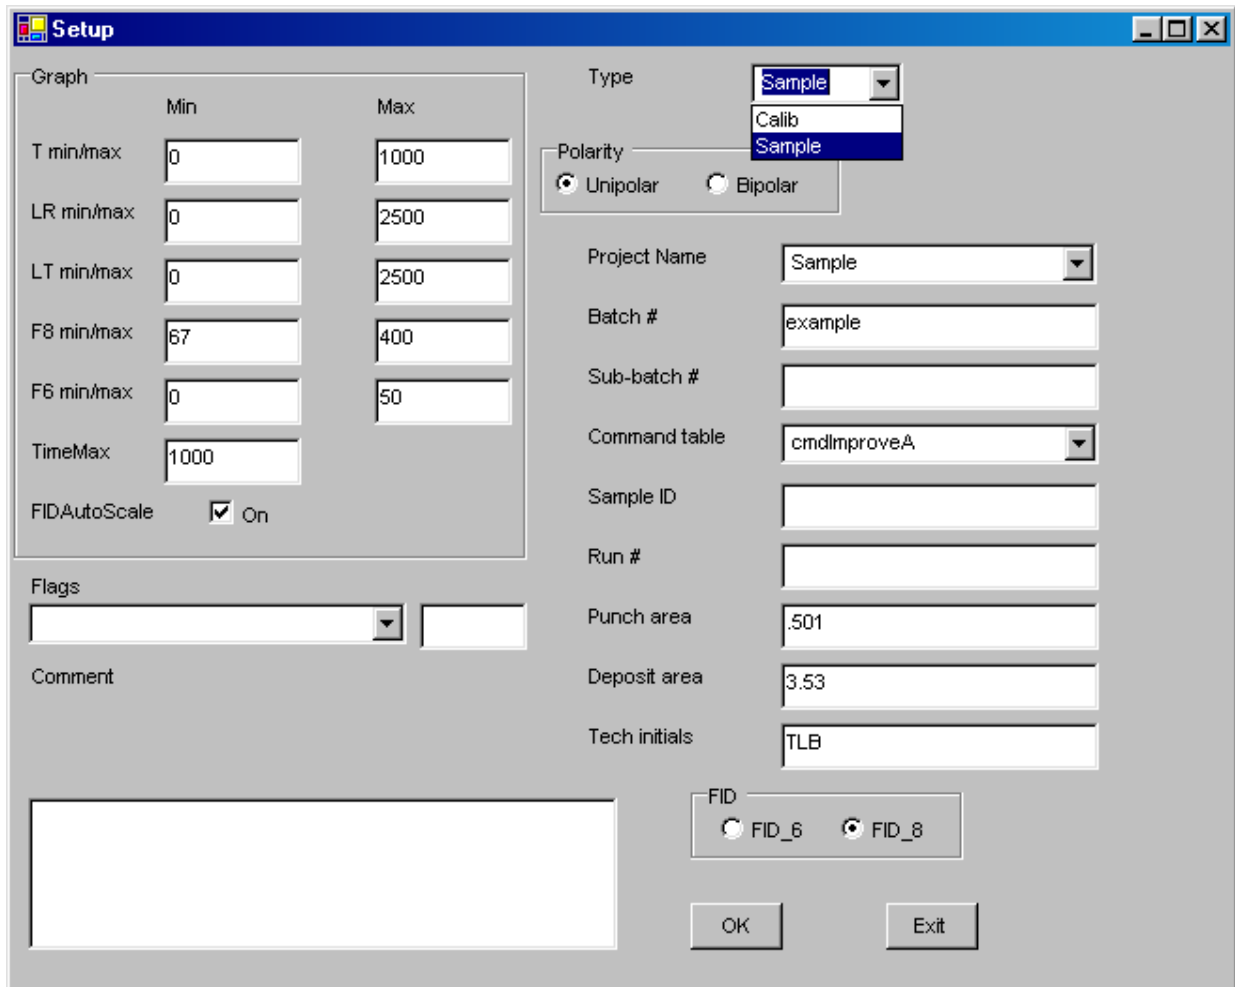 Setup
Graph
Min Max
T min/max 0 1000
LR min/max 0 2500
LT min/max 0 2500
F8 min/max 67 400
F6 min/max 0 50
TimeMax 1000
FIDAutoScale On
Flags
Comment
Type Sample
Calib
Sample
Polarity
Unipolar Bipolar
Project Name Sample
Batch # example
Sub-batch #
Command table cmdImproveA
Sample ID
Run #
Punch area .501
Deposit area 3.53
Tech initials TLB
FID
FID_6 FID_8
OK Exit